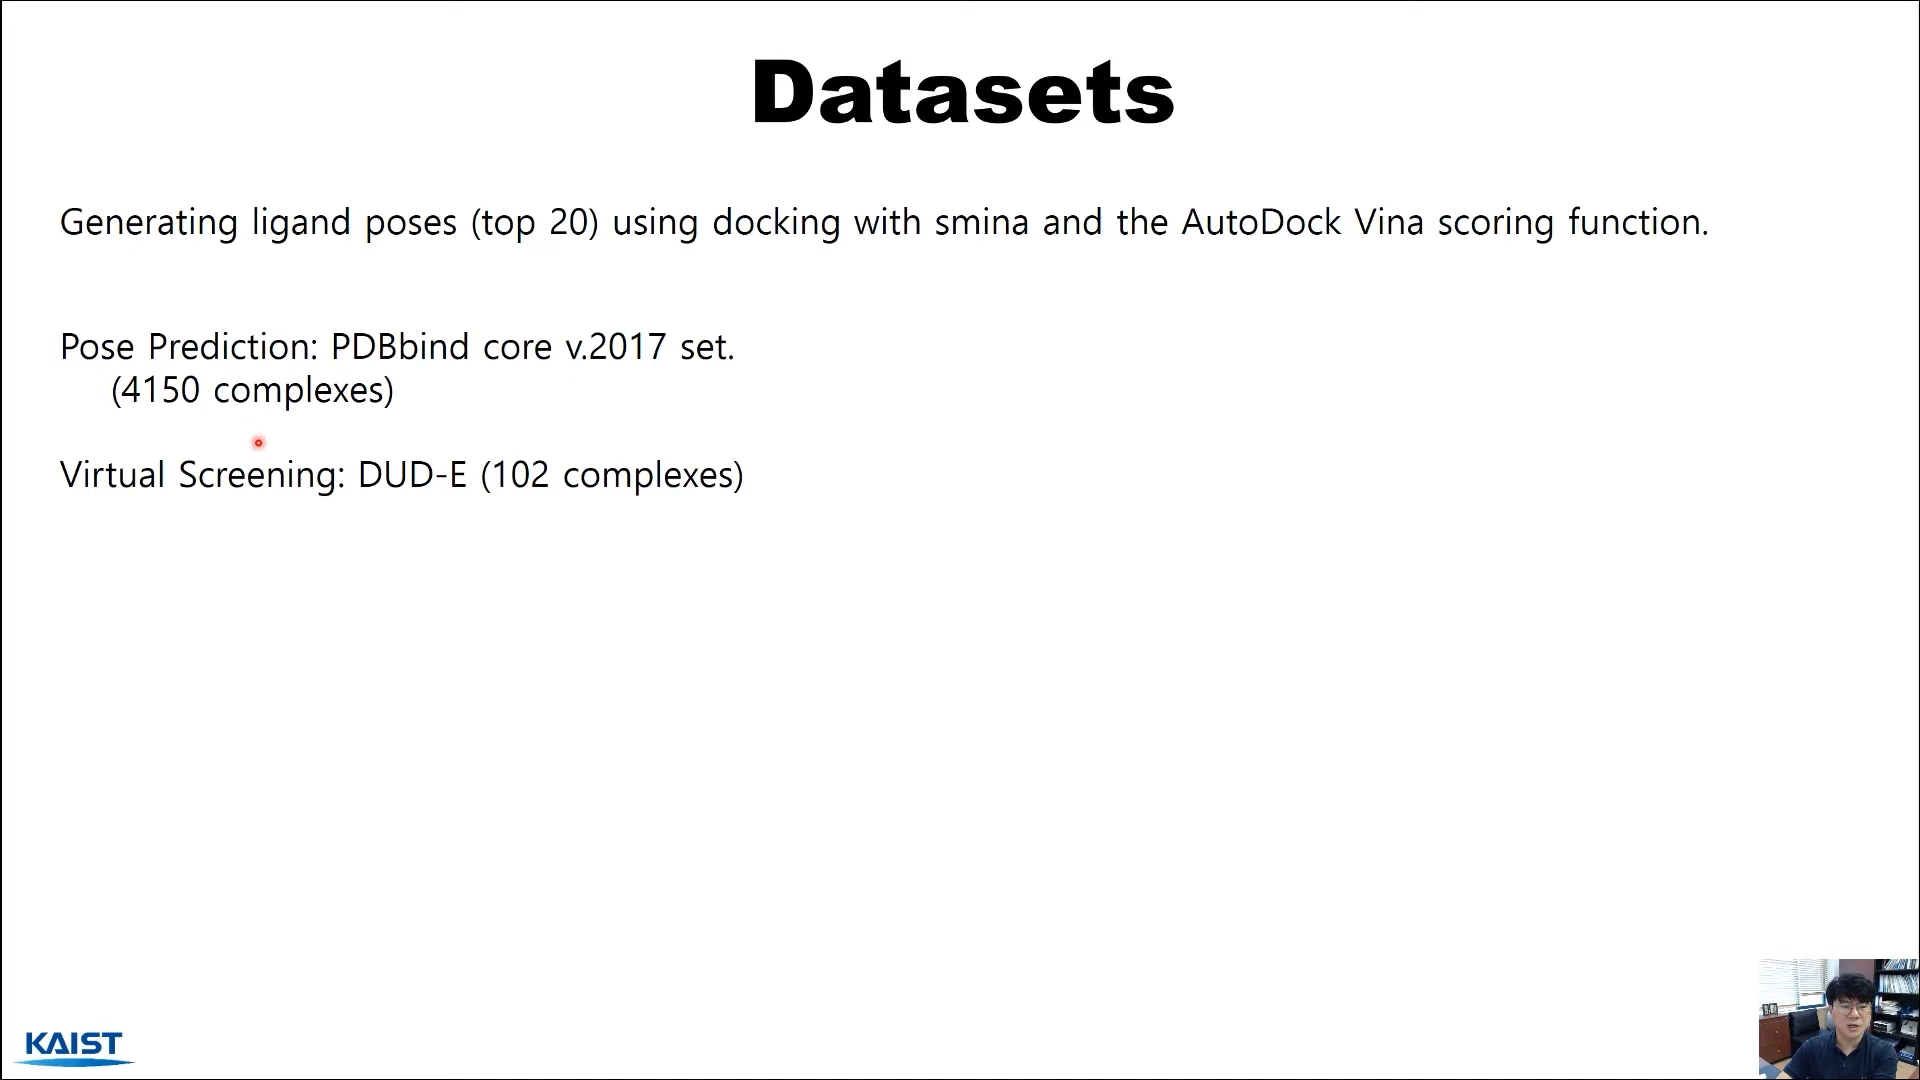 Datasets
Generating ligand poses (top 20) using docking with smina and the AutoDock Vina scoring function.
Pose Prediction: PDBbind core v.2017 set.
(4150 complexes)
Virtual Screening: DUD-E (102 complexes)
KAIST